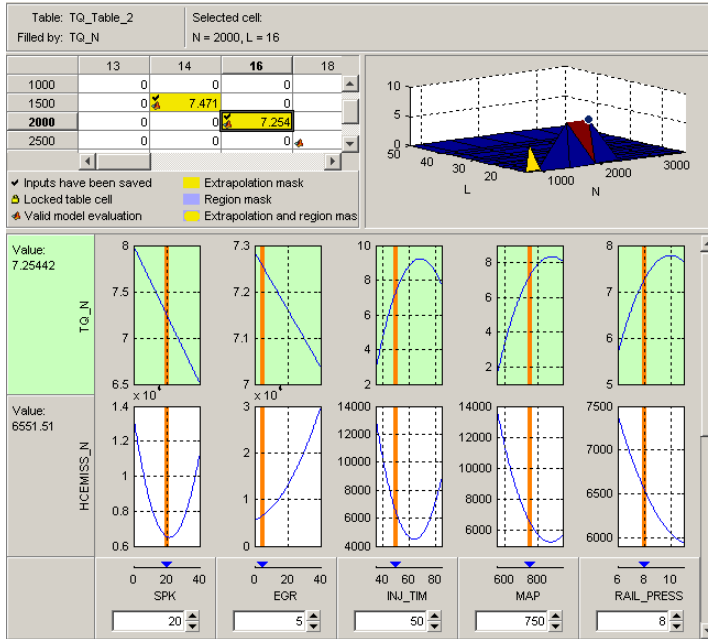 Table: TQ_Table_2 Selected cell:
Filled by: TQ_N N = 2000, L = 16
13 14 16 18
1000 0 0 0
1500 0 7.471 0
2000 0 0 7.254
2500 0 0 0
10
5
0
50 40 30 20 1000 2000 3000
L N
Inputs have been saved Extrapolation mask
Locked table cell Region mask
Valid model evaluation Extrapolation and region mas
Value:
7.25442
TQ_N
8 7.3 10 8 8
7.5 7.2 8 6 7
7 7.1 6 4 6
6.5 7 4 2 5
2
x 10 x 10
Value:
6551.51
HCEMISS_N
1.4 3 14000 14000 7500
1.2 2 12000 12000 7000
1 1 10000 10000 6500
0.8 0 8000 8000 6000
0.6 6000 6000
4000
0 20 40 0 20 40 40 60 80 600 800 6 8 10
SPK EGR INJ_TIM MAP RAIL_PRESS
20 5 50 750 8